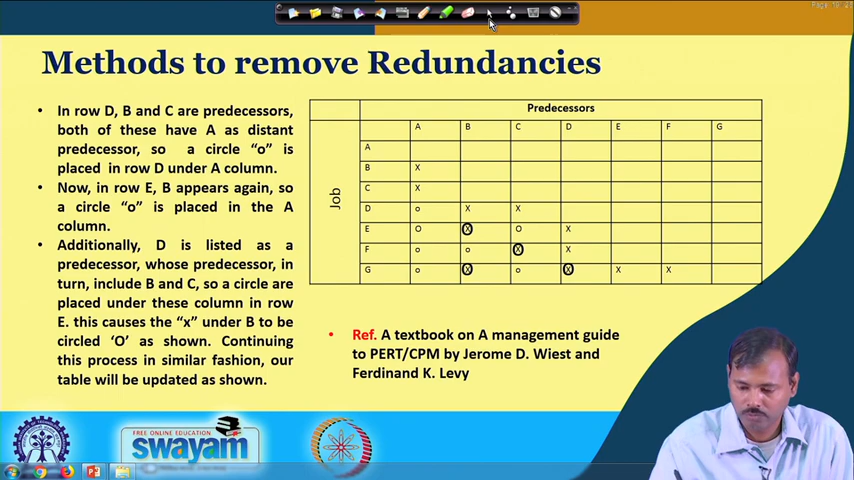 Page 19/93
Methods to remove Redundancies
• In row D, B and C are predecessors,
both of these have A as distant
predecessor, so a circle “o” is
placed in row D under A column.
• Now, in row E, B appears again, so
a circle “o” is placed in the A
column.
• Additionally, D is listed as a
predecessor, whose predecessor, in
turn, include B and C, so a circle are
placed under these column in row
E. this causes the “x” under B to be
circled ‘O’ as shown. Continuing
this process in similar fashion, our
table will be updated as shown.
Predecessors
Job
A B C D E F G
A
B X
C X
D o X X
E O X O X
F o o X X
G o X o X X X
• Ref. A textbook on A management guide
to PERT/CPM by Jerome D. Wiest and
Ferdinand K. Levy
FREE ONLINE EDUCATION
swayam